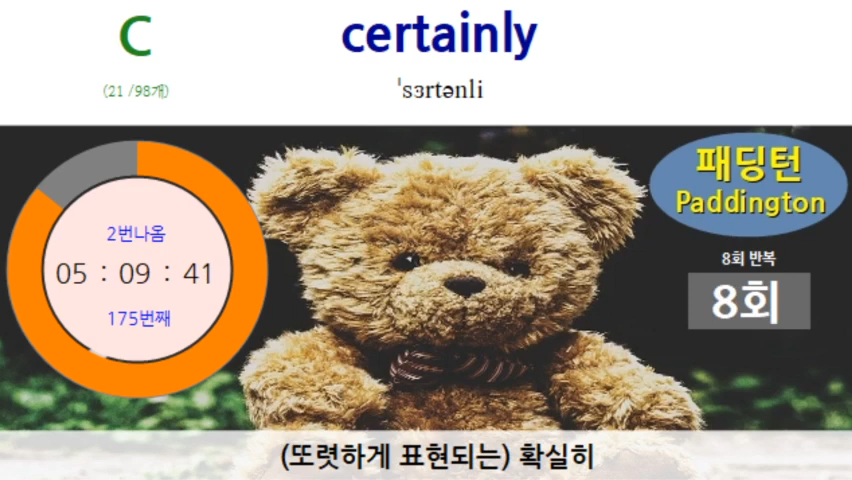 C
certainly
(21 /98개)
ˈsɜrtənli
패딩턴
Paddington
2번나옴
05 : 09 : 41
175번째
8회 반복
8회
(또렷하게 표현되는) 확실히